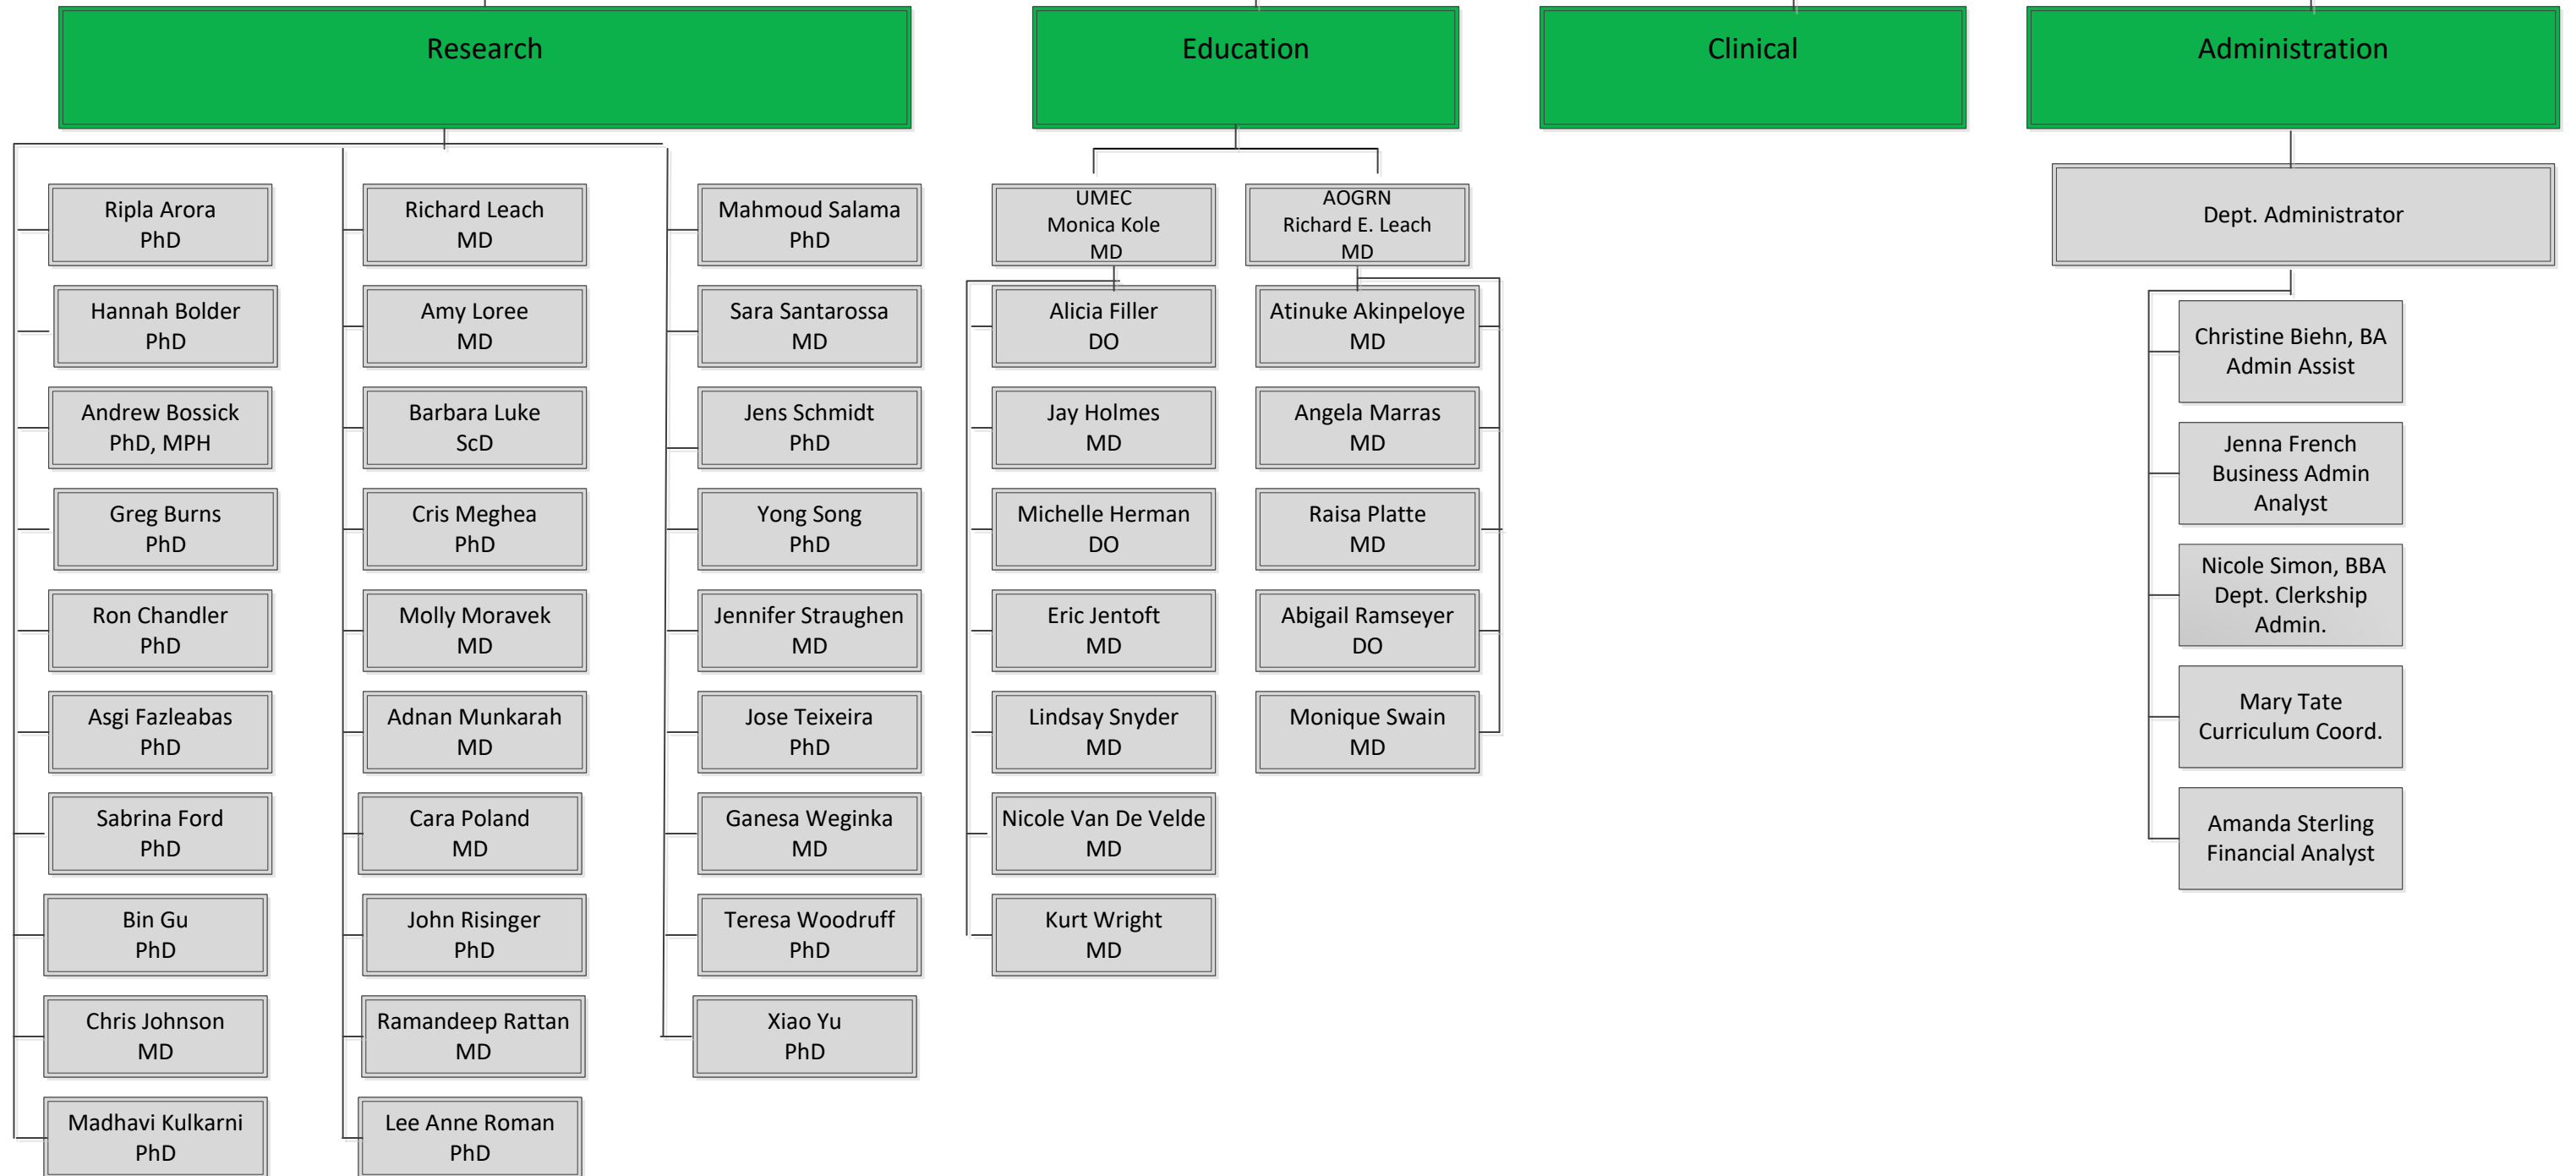 Research
Education
Clinical
Administration
Ripla Arora
PhD
Hannah Bolder
PhD
Andrew Bossick
PhD, MPH
Greg Burns
PhD
Ron Chandler
PhD
Asgi Fazleabas
PhD
Sabrina Ford
PhD
Bin Gu
PhD
Chris Johnson
MD
Madhavi Kulkarni
PhD
Richard Leach
MD
Amy Loree
MD
Barbara Luke
ScD
Cris Meghea
PhD
Molly Moravek
MD
Adnan Munkarah
MD
Cara Poland
MD
John Risinger
PhD
Ramandeep Rattan
MD
Lee Anne Roman
PhD
Mahmoud Salama
PhD
Sara Santarossa
MD
Jens Schmidt
PhD
Yong Song
PhD
Jennifer Straughen
MD
Jose Teixeira
PhD
Ganesa Weginka
MD
Teresa Woodruff
PhD
Xiao Yu
PhD
UMEC
Monica Kole
MD
Alicia Filler
DO
Jay Holmes
MD
Michelle Herman
DO
Eric Jentoft
MD
Lindsay Snyder
MD
Nicole Van De Velde
MD
Kurt Wright
MD
AOGRN
Richard E. Leach
MD
Atinuke Akinpeloye
MD
Angela Marras
MD
Raisa Platte
MD
Abigail Ramseyer
DO
Monique Swain
MD
Dept. Administrator
Christine Biehn, BA
Admin Assist
Jenna French
Business Admin
Analyst
Nicole Simon, BBA
Dept. Clerkship
Admin.
Mary Tate
Curriculum Coord.
Amanda Sterling
Financial Analyst